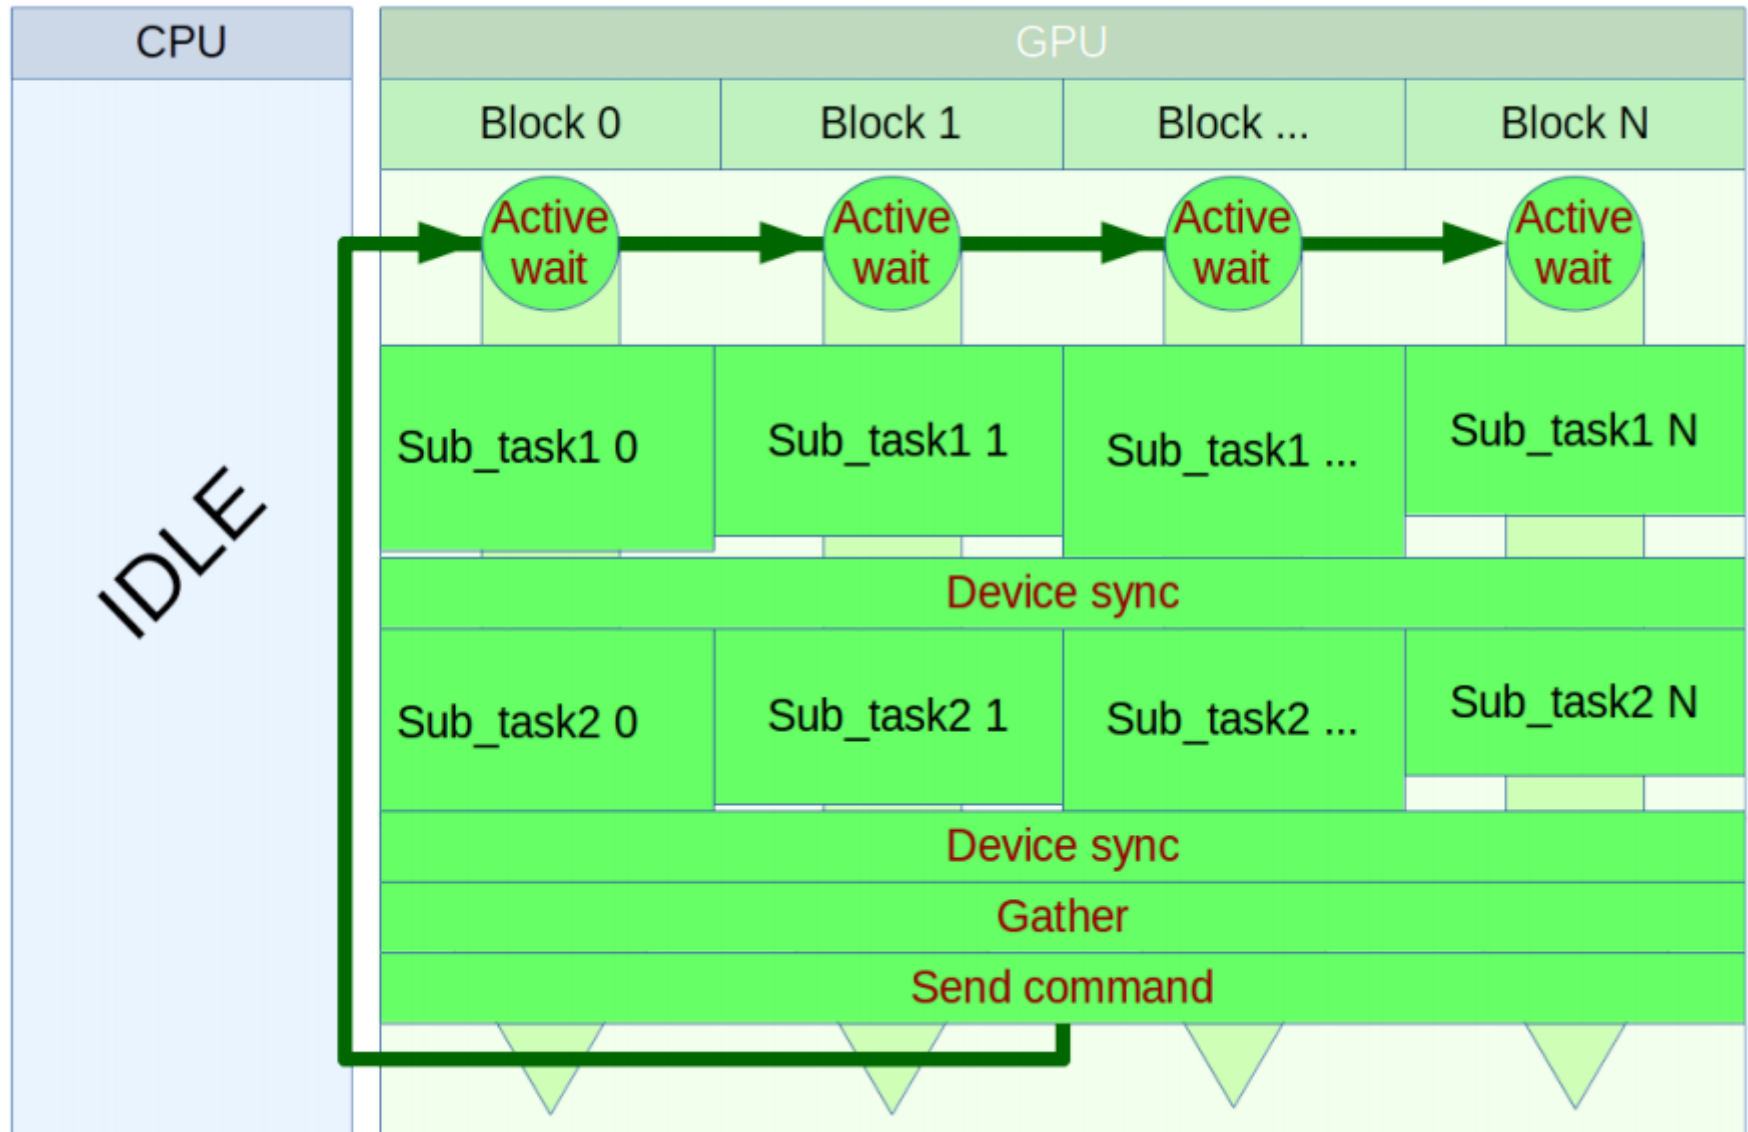 CPU
GPU
Block 0
Block 1
Block ...
Block N
Active
wait
Active
wait
Active
wait
Active
wait
Sub_task1 0
Sub_task1 1
Sub_task1 ...
Sub_task1 N
IDLE
Device sync
Sub_task2 0
Sub_task2 1
Sub_task2 ...
Sub_task2 N
Device sync
Gather
Send command